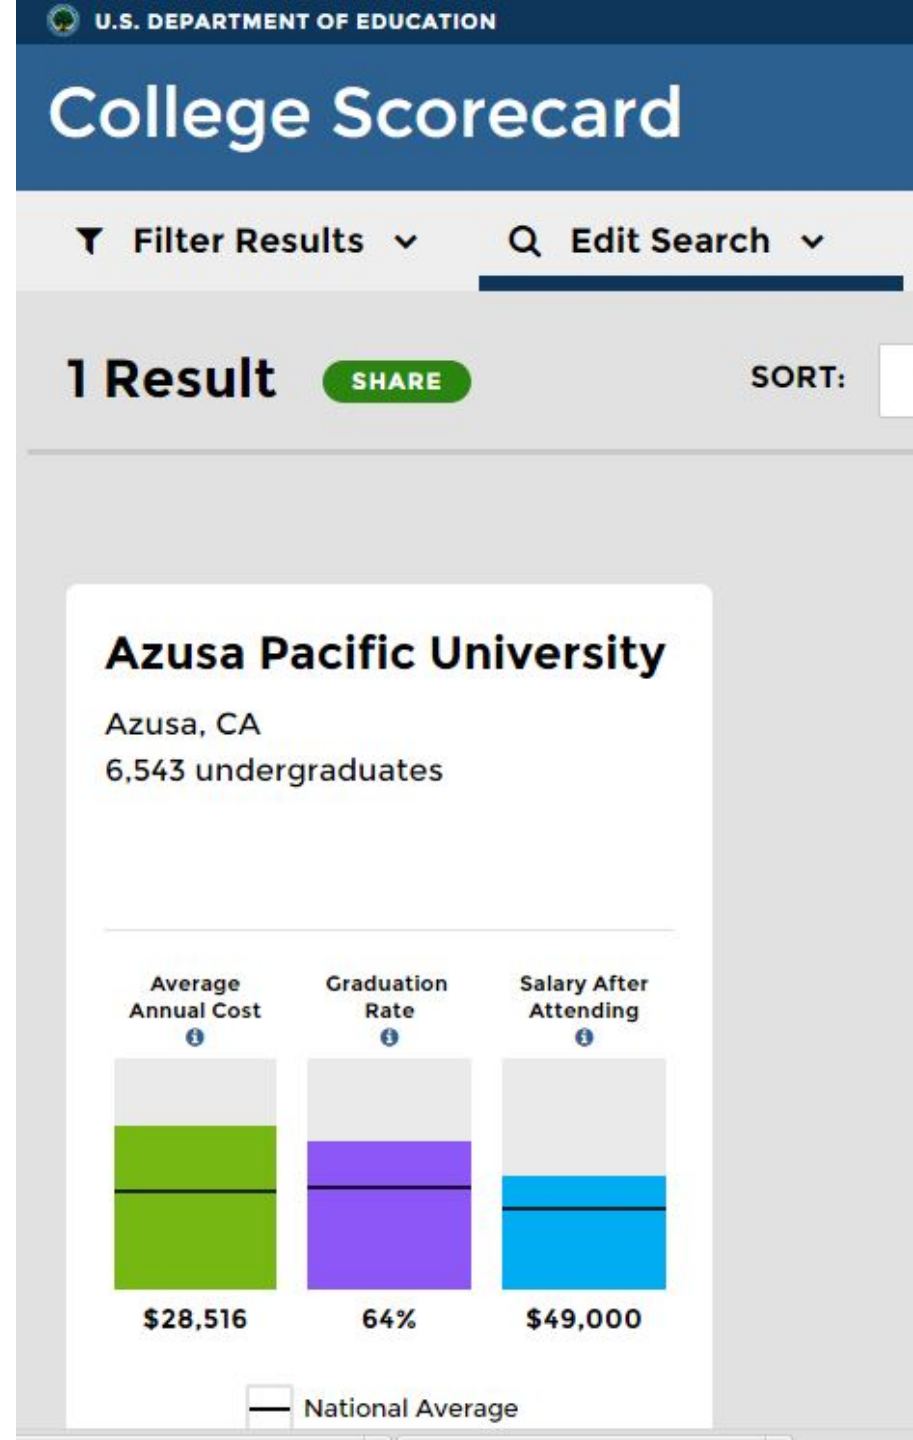 U.S. DEPARTMENT OF EDUCATION
College Scorecard
Filter Results
Edit Search
1 Result
SHARE
SORT:
Azusa Pacific University
Azusa, CA
6,543 undergraduates
Average
Annual Cost
Graduation
Rate
Salary After
Attending
$28,516
64%
$49,000
National Average